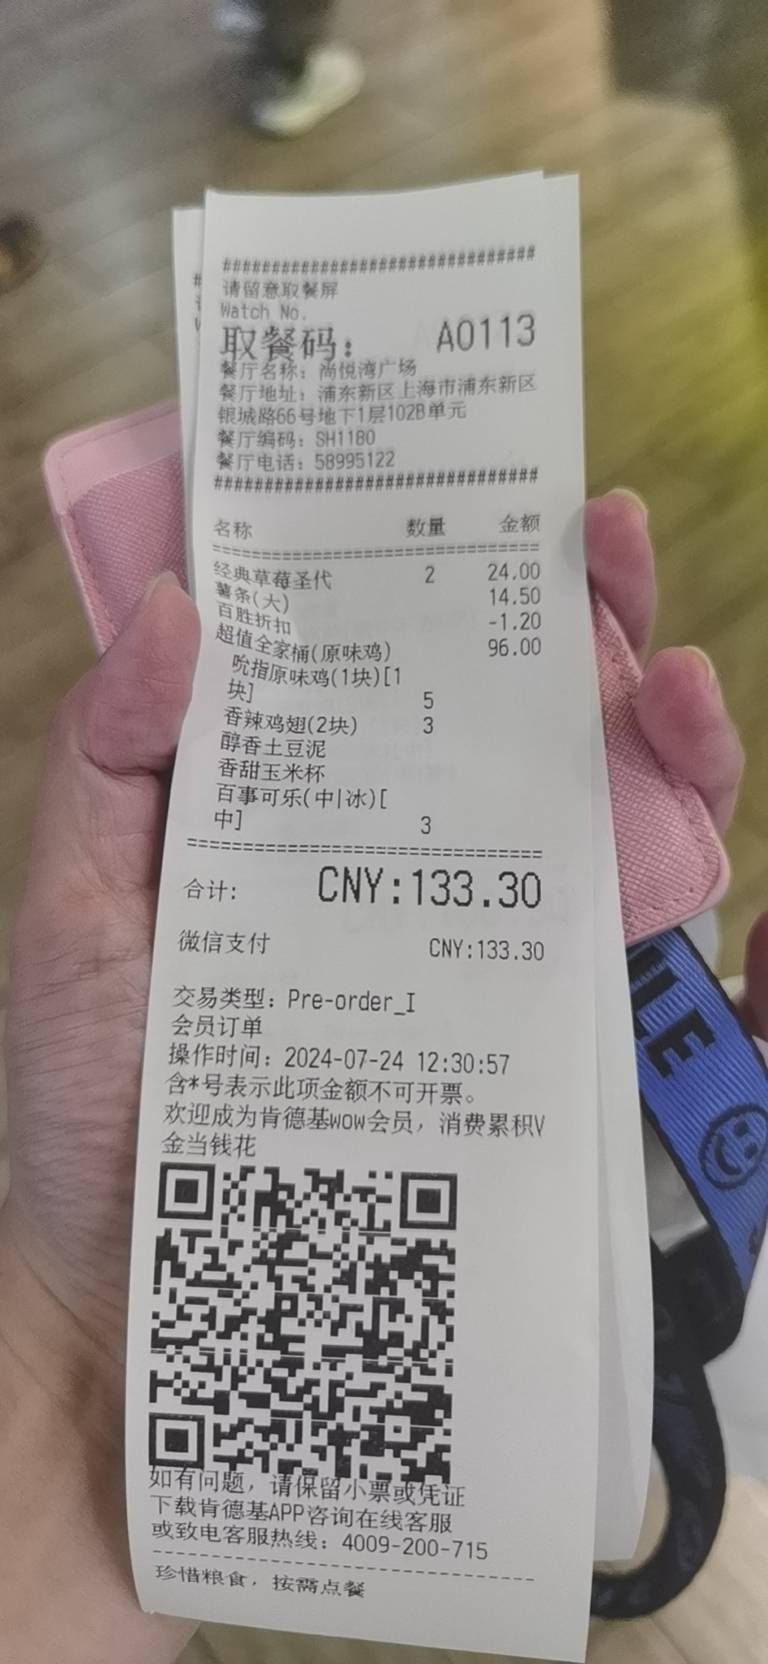 ################################
请留意取餐屏
Watch No.
取餐码: A0113
餐厅名称: 尚悦湾广场
餐厅地址: 浦东新区上海市浦东新区
银城路66号地下1层102B单元
餐厅编码: SH1180
餐厅电话: 58995122
################################
名称 数量 金额
================================
经典草莓圣代 2 24.00
薯条(大) 14.50
百胜折扣 -1.20
超值全家桶(原味鸡) 96.00
吮指原味鸡(1块)[1
块] 5
香辣鸡翅(2块) 3
醇香土豆泥
香甜玉米杯
百事可乐(中|冰)[
中] 3
================================
合计: CNY:133.30
微信支付 CNY:133.30
交易类型: Pre-order_I
会员订单
操作时间: 2024-07-24 12:30:57
含*号表示此项金额不可开票。
欢迎成为肯德基WOW会员, 消费累积V
金当钱花
如有问题, 请保留小票或凭证
下载肯德基APP咨询在线客服
或致电客服热线: 4009-200-715
--------------------------------
珍惜粮食, 按需点餐